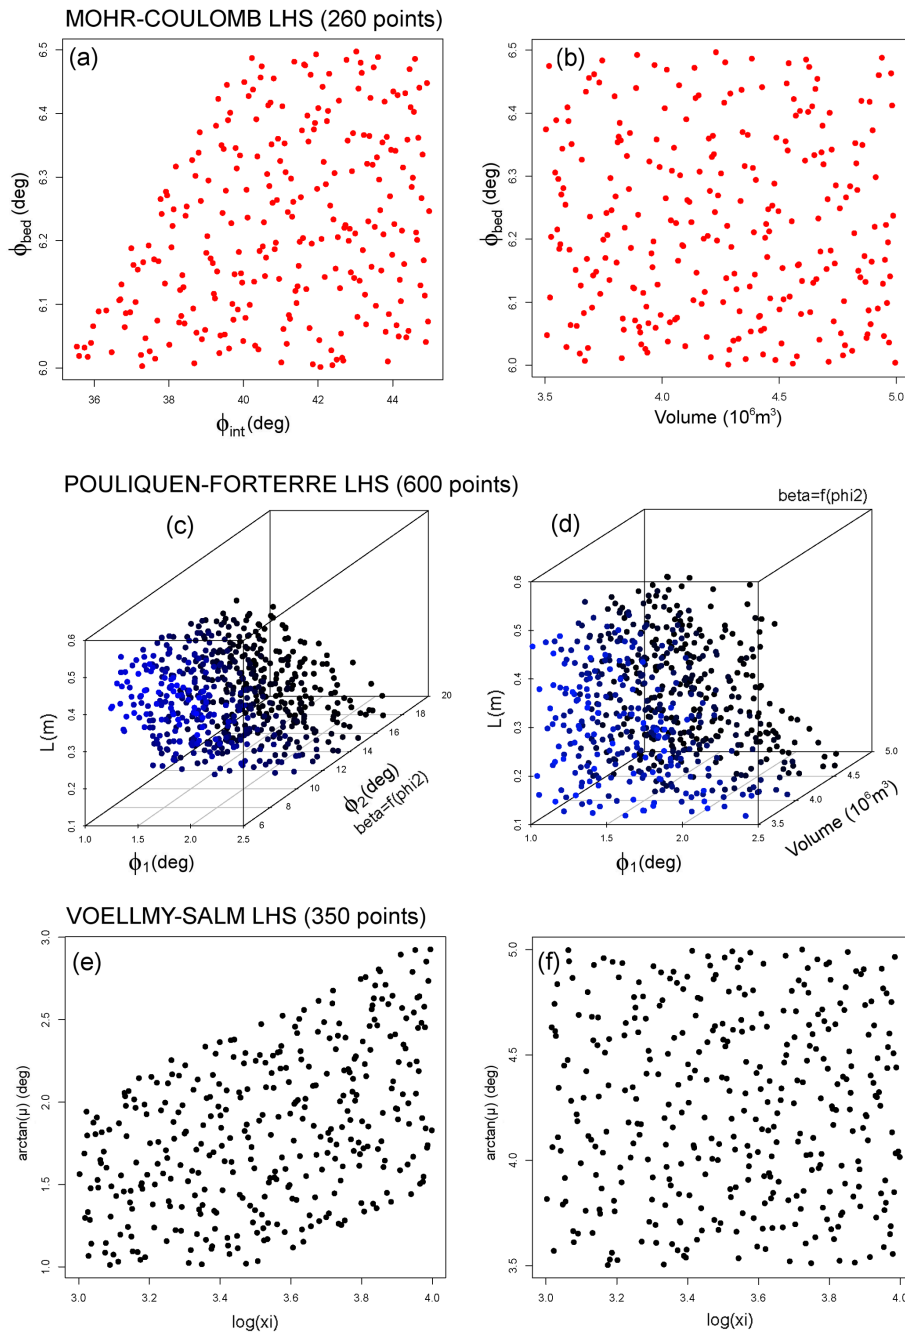 MOHR-COULOMB LHS (260 points)
(a)
6.5
6.4
6.3
6.2
6.1
6.0
ϕbed (deg)
36 38 40 42 44
ϕint (deg)
(b)
6.5
6.4
6.3
6.2
6.1
6.0
ϕbed (deg)
3.5 4.0 4.5 5.0
Volume (10⁶m³)
POULIQUEN-FORTERRE LHS (600 points)
(c)
0.6
0.5
0.4
0.3
0.2
0.1
L(m)
1.0 1.5 2.0 2.5
ϕ1(deg)
6 8 10 12 14 16 18 20
ϕ2(deg)
beta=f(phi2)
(d)
beta=f(phi2)
0.6
0.5
0.4
0.3
0.2
0.1
L(m)
1.0 1.5 2.0 2.5
ϕ1(deg)
3.5 4.0 4.5 5.0
Volume (10⁶m³)
VOELLMY-SALM LHS (350 points)
(e)
3.0
2.5
2.0
1.5
1.0
arctan(μ) (deg)
3.0 3.2 3.4 3.6 3.8 4.0
log(xi)
(f)
5.0
4.5
4.0
3.5
arctan(μ) (deg)
3.0 3.2 3.4 3.6 3.8 4.0
log(xi)